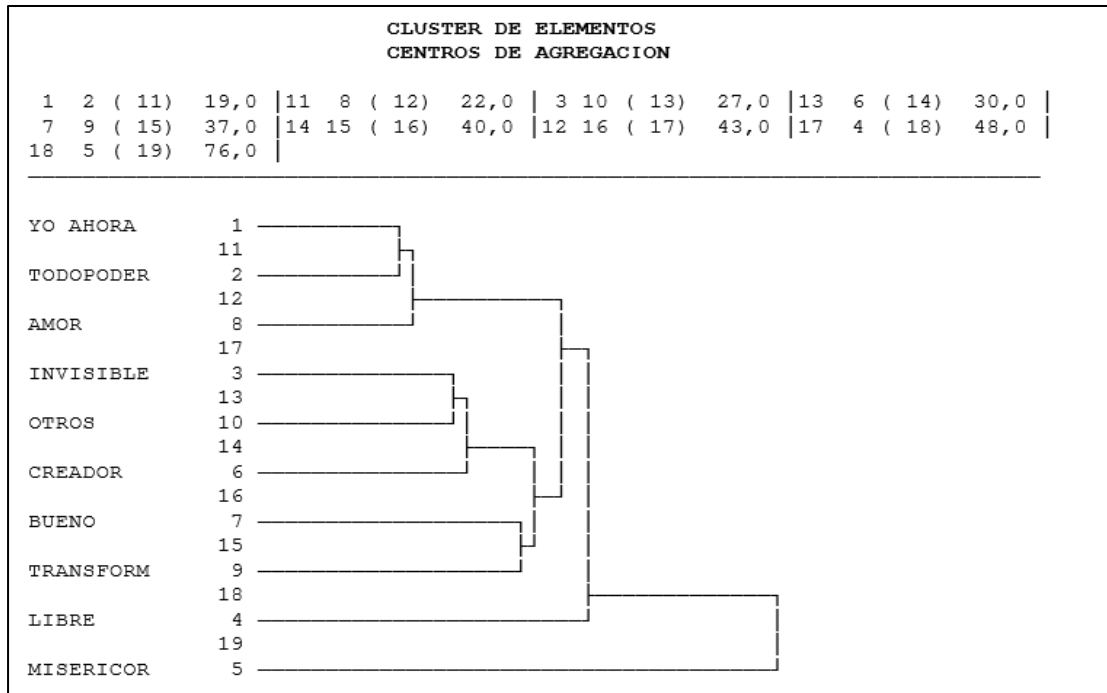 CLUSTER DE ELEMENTOS
CENTROS DE AGREGACION
1 2 ( 11) 19,0 |11 8 ( 12) 22,0 | 3 10 ( 13) 27,0 |13 6 ( 14) 30,0 |
7 9 ( 15) 37,0 |14 15 ( 16) 40,0 |12 16 ( 17) 43,0 |17 4 ( 18) 48,0 |
18 5 ( 19) 76,0 |
YO AHORA 1
11
TODOPODER 2
12
AMOR 8
17
INVISIBLE 3
13
OTROS 10
14
CREADOR 6
16
BUENO 7
15
TRANSFORM 9
18
LIBRE 4
19
MISERICOR 5